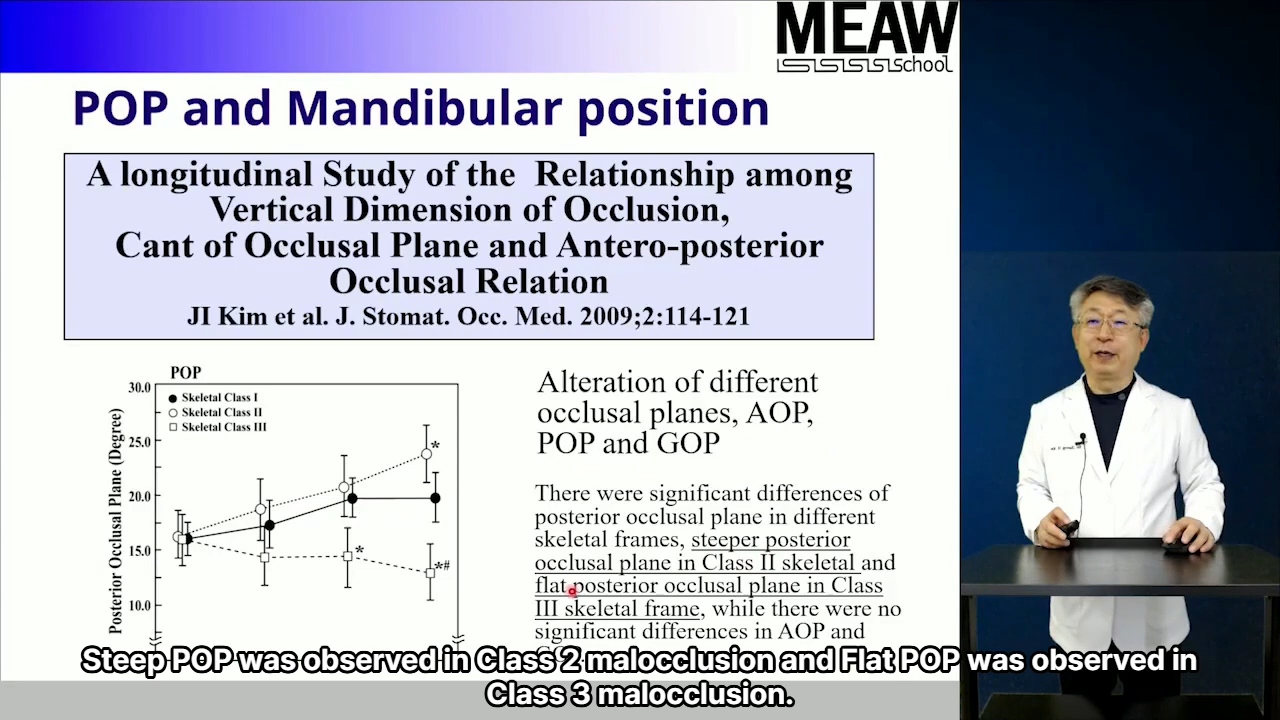 MEAW
school
POP and Mandibular position
A longitudinal Study of the Relationship among
Vertical Dimension of Occlusion,
Cant of Occlusal Plane and Antero-posterior
Occlusal Relation
JI Kim et al. J. Stomat. Occ. Med. 2009;2:114-121
POP
Skeletal Class I
Skeletal Class II
Skeletal Class III
Posterior Occlusal Plane (Degree)
30.0
25.0
20.0
15.0
10.0
*
*
*#
Alteration of different
occlusal planes, AOP,
POP and GOP
There were significant differences of
posterior occlusal plane in different
skeletal frames, steeper posterior
occlusal plane in Class II skeletal and
flat posterior occlusal plane in Class
III skeletal frame, while there were no
significant differences in AOP and
Steep POP was observed in Class 2 malocclusion and Flat POP was observed in
Class 3 malocclusion.